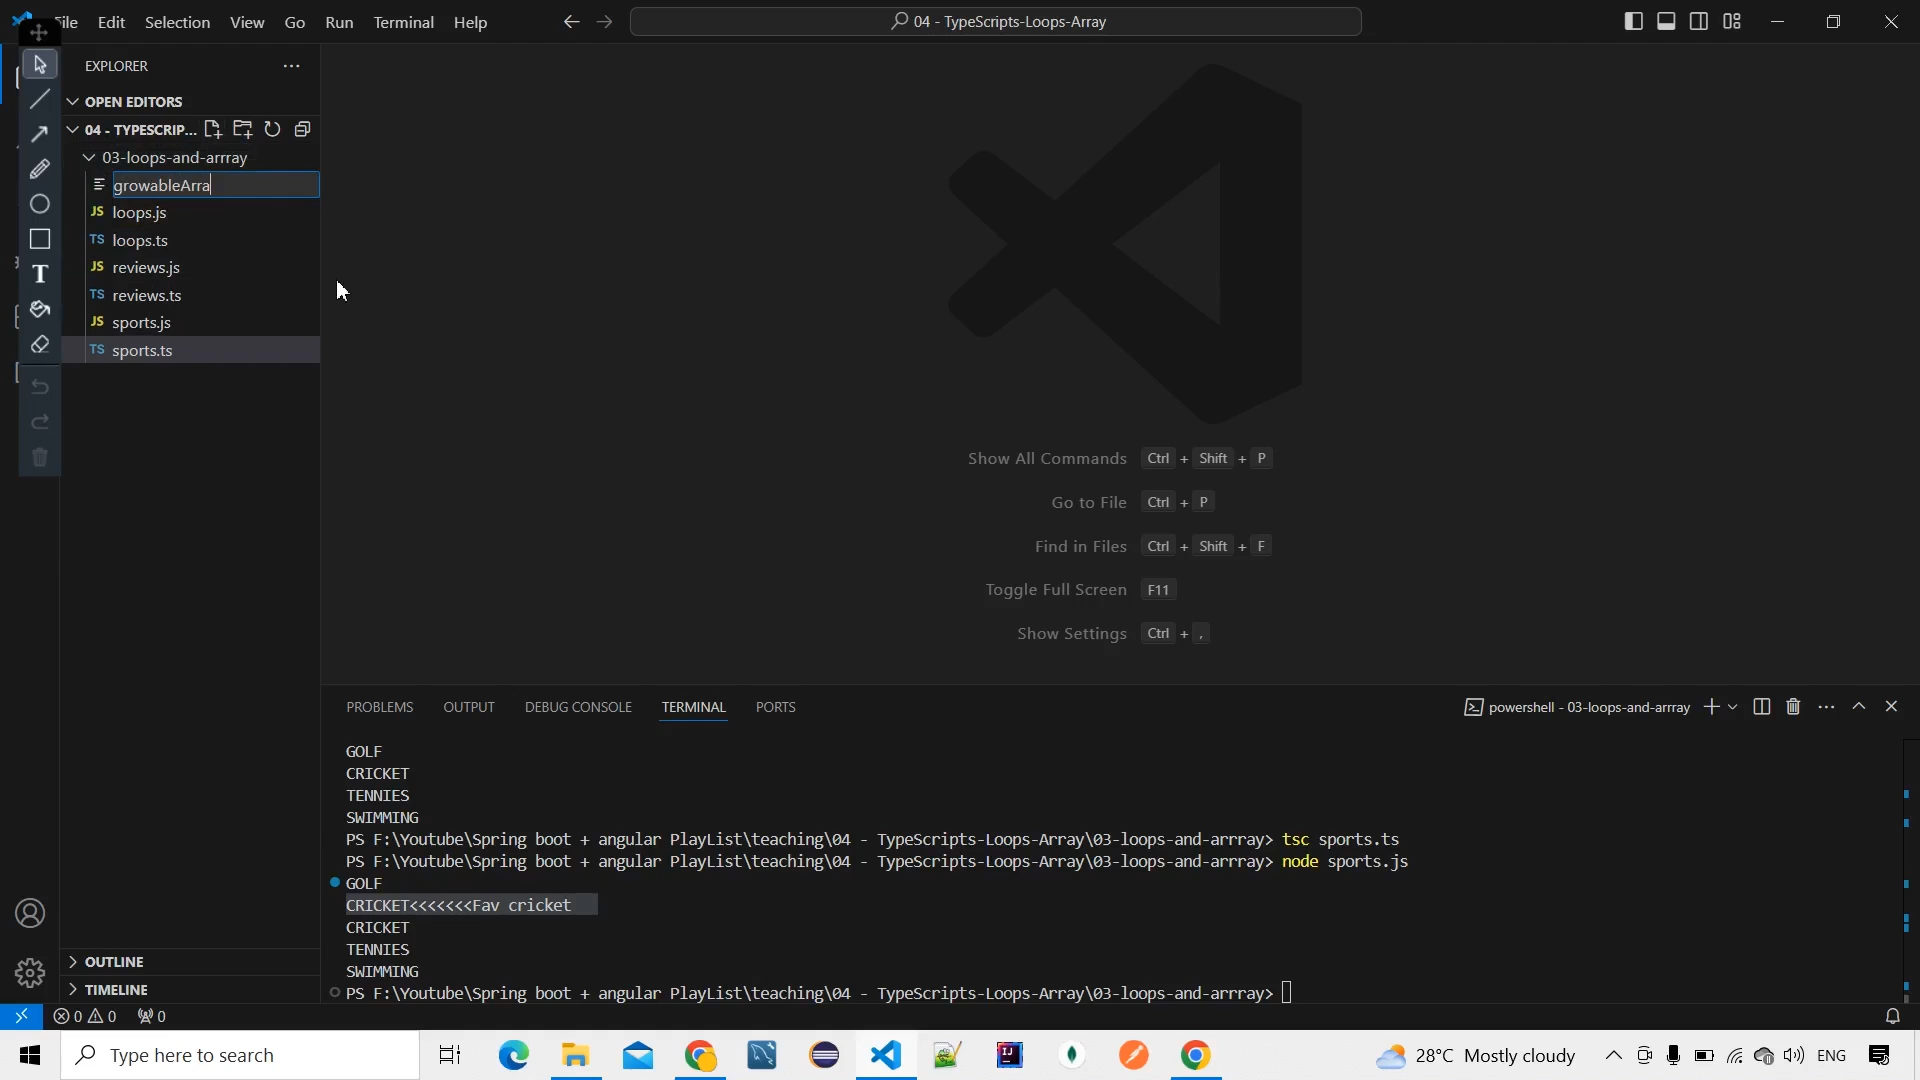 File Edit Selection View Go Run Terminal Help
04 - TypeScripts-Loops-Array
EXPLORER
OPEN EDITORS
04 - TYPESCRIP...
03-loops-and-arrray
growableArra
JS loops.js
TS loops.ts
JS reviews.js
TS reviews.ts
JS sports.js
TS sports.ts
T
Show All Commands Ctrl + Shift + P
Go to File Ctrl + P
Find in Files Ctrl + Shift + F
Toggle Full Screen F11
Show Settings Ctrl + ,
PROBLEMS OUTPUT DEBUG CONSOLE TERMINAL PORTS
powershell - 03-loops-and-arrray
GOLF
CRICKET
TENNIES
SWIMMING
PS F:\Youtube\Spring boot + angular PlayList\teaching\04 - TypeScripts-Loops-Array\03-loops-and-arrray> tsc sports.ts
PS F:\Youtube\Spring boot + angular PlayList\teaching\04 - TypeScripts-Loops-Array\03-loops-and-arrray> node sports.js
GOLF
CRICKET<<<<<<<Fav cricket
CRICKET
TENNIES
SWIMMING
PS F:\Youtube\Spring boot + angular PlayList\teaching\04 - TypeScripts-Loops-Array\03-loops-and-arrray>
OUTLINE
TIMELINE
0 0 0
Type here to search
28°C Mostly cloudy
ENG